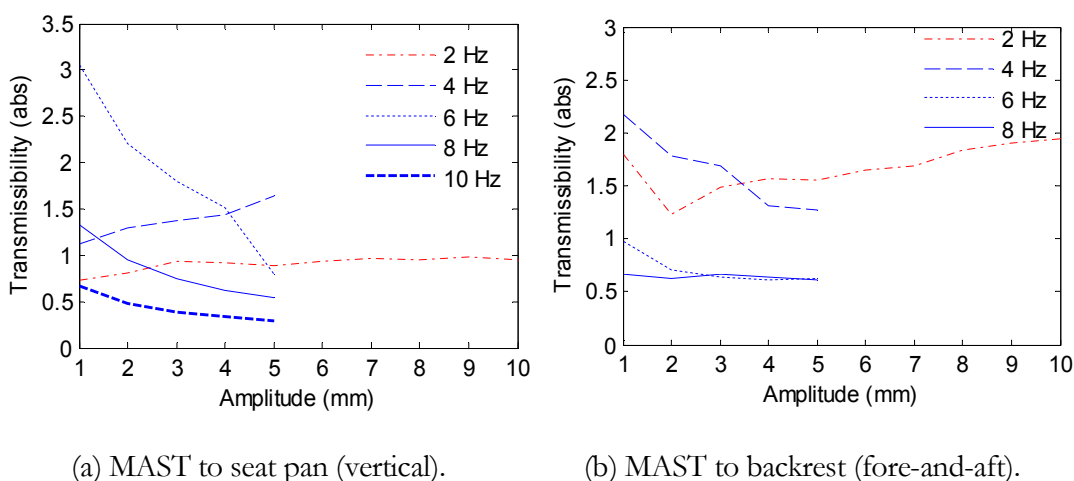 3.5
3
2.5
2
1.5
1
0.5
0
Transmissibility (abs)
2 Hz
4 Hz
6 Hz
8 Hz
10 Hz
1 2 3 4 5 6 7 8 9 10
Amplitude (mm)
(a) MAST to seat pan (vertical).
3
2.5
2
1.5
1
0.5
0
Transmissibility (abs)
2 Hz
4 Hz
6 Hz
8 Hz
1 2 3 4 5 6 7 8 9 10
Amplitude (mm)
(b) MAST to backrest (fore-and-aft).